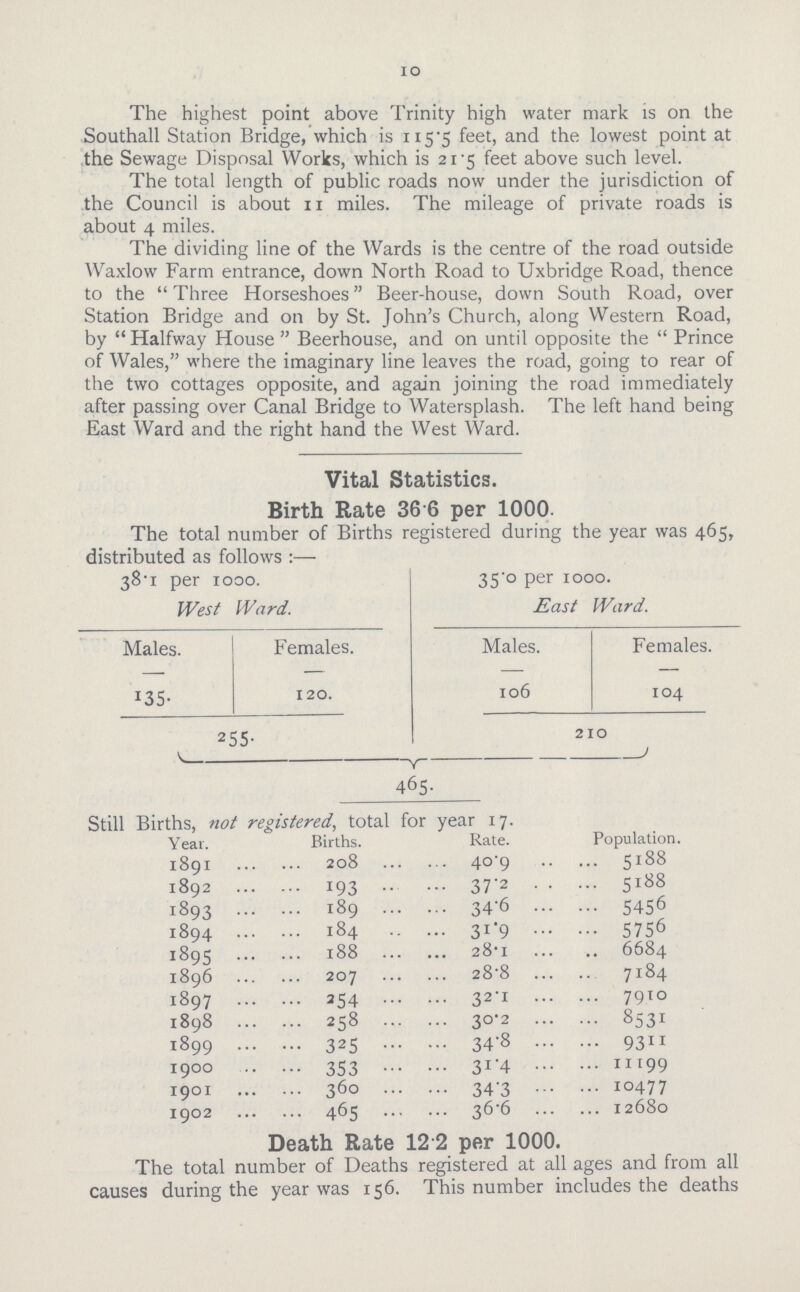 10
The highest point above Trinity high water mark is on the
Southall Station Bridge, which is 115·5 feet, and the lowest point at
the Sewage Disposal Works, which is 21·5 feet above such level.
The total length of public roads now under the jurisdiction of
the Council is about 11 miles. The mileage of private roads is
about 4 miles.
The dividing line of the Wards is the centre of the road outside
Waxlow Farm entrance, down North Road to Uxbridge Road, thence
to the "Three Horseshoes" Beer-house, down South Road, over
Station Bridge and on by St. John's Church, along Western Road,
by "Halfway House" Beerhouse, and on until opposite the "Prince
of Wales," where the imaginary line leaves the road, going to rear of
the two cottages opposite, and again joining the road immediately
after passing over Canal Bridge to Watersplash. The left hand being
East Ward and the right hand the West Ward.
Vital Statistics.
Birth Rate 36·6 per 1000.
The total number of Births registered during the year was 465,
distributed as follows :—
38·1 per 1000. 35·0 per 1000.
West Ward. East Ward.
Males. Females. Males. Females.
— — — —
135. 120. 106 104
255. 210
465.
Still Births, not registered, total for year 17.
Year. Births. Rate. Population.
1891 ... ... 208 ... ... 40·9 .. ... 5188
1892 ... ... 193 .. ... 37·2 .. ... 5188
1893 ... ... 189 ... ... 34·6 ... ... 5456
1894 ... ... 184 .. ... 31·9 ... ... 5756
1895 ... ... 188 ... ... 28·1 ... .. 6684
1896 ... ... 207 ... ... 28·8 ... .. 7184
1897 ... ... 254 ... ... 32·1 ... ... 7910
1898 ... ... 258 ... ... 30·2 ... ... 8531
1899 ... ... 325 ... ... 34·8 ... ... 9311
1900 .. ... 353 ... ... 31·4 ... ... 11199
1901 ... ... 360 ... ... 34·3 ... ... 10477
1902 ... ... 465 ... ... 36·6 ... ... 12680
Death Rate 12·2 per 1000.
The total number of Deaths registered at all ages and from all
causes during the year was 156. This number includes the deaths